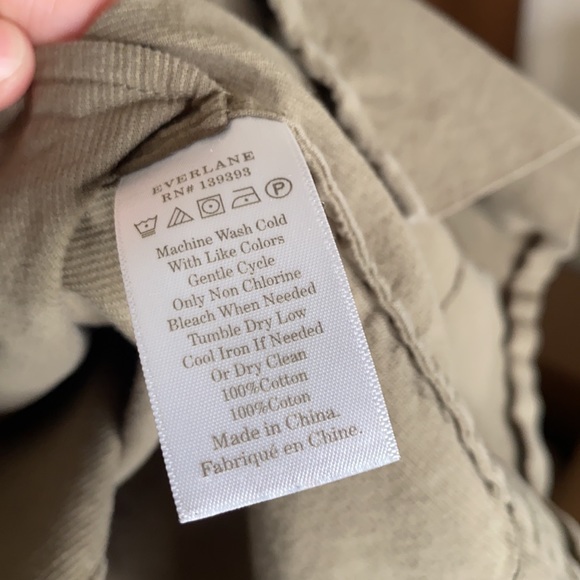 EVERLANE
RN# 139393
P
Machine Wash Cold
With Like Colors
Gentle Cycle
Only Non Chlorine
Bleach When Needed
Tumble Dry Low
Cool Iron If Needed
Or Dry Clean
100%Cotton
100%Coton
Made in China.
Fabriqué en Chine.